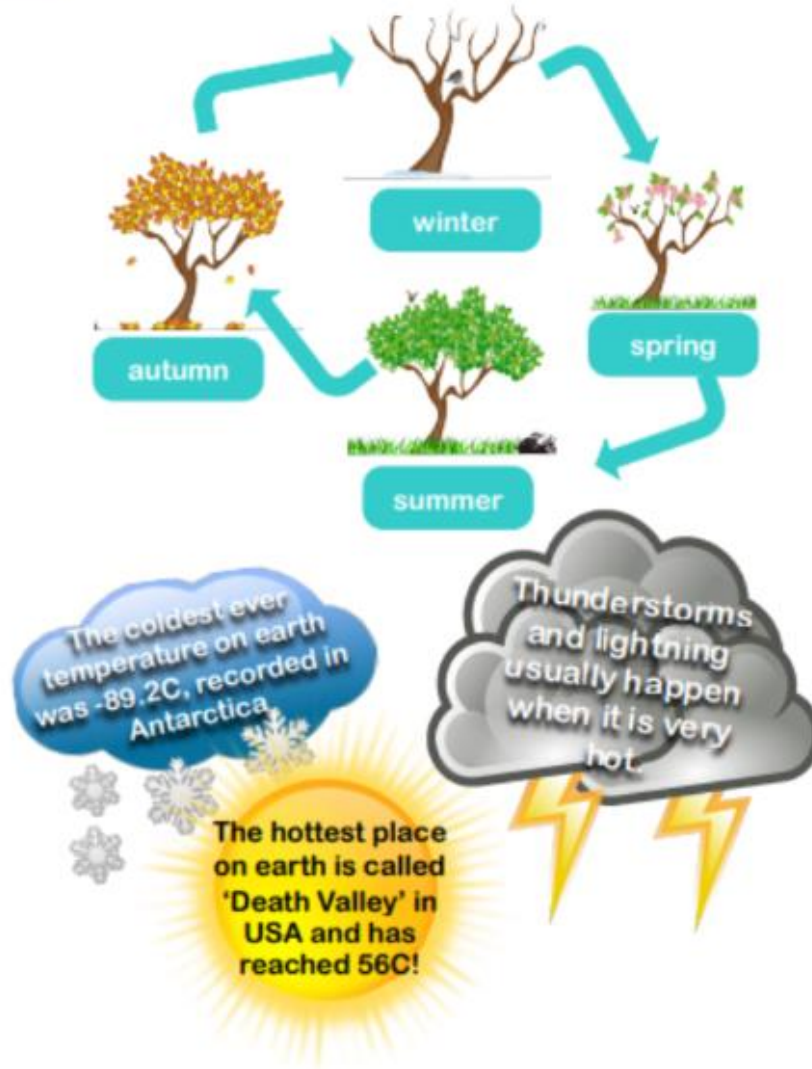 winter
spring
autumn
summer
The coldest ever
temperature on earth
was -89.2C, recorded in
Antarctica.
Thunderstorms
and lightning
usually happen
when it is very
hot.
The hottest place
on earth is called
‘Death Valley’ in
USA and has
reached 56C!